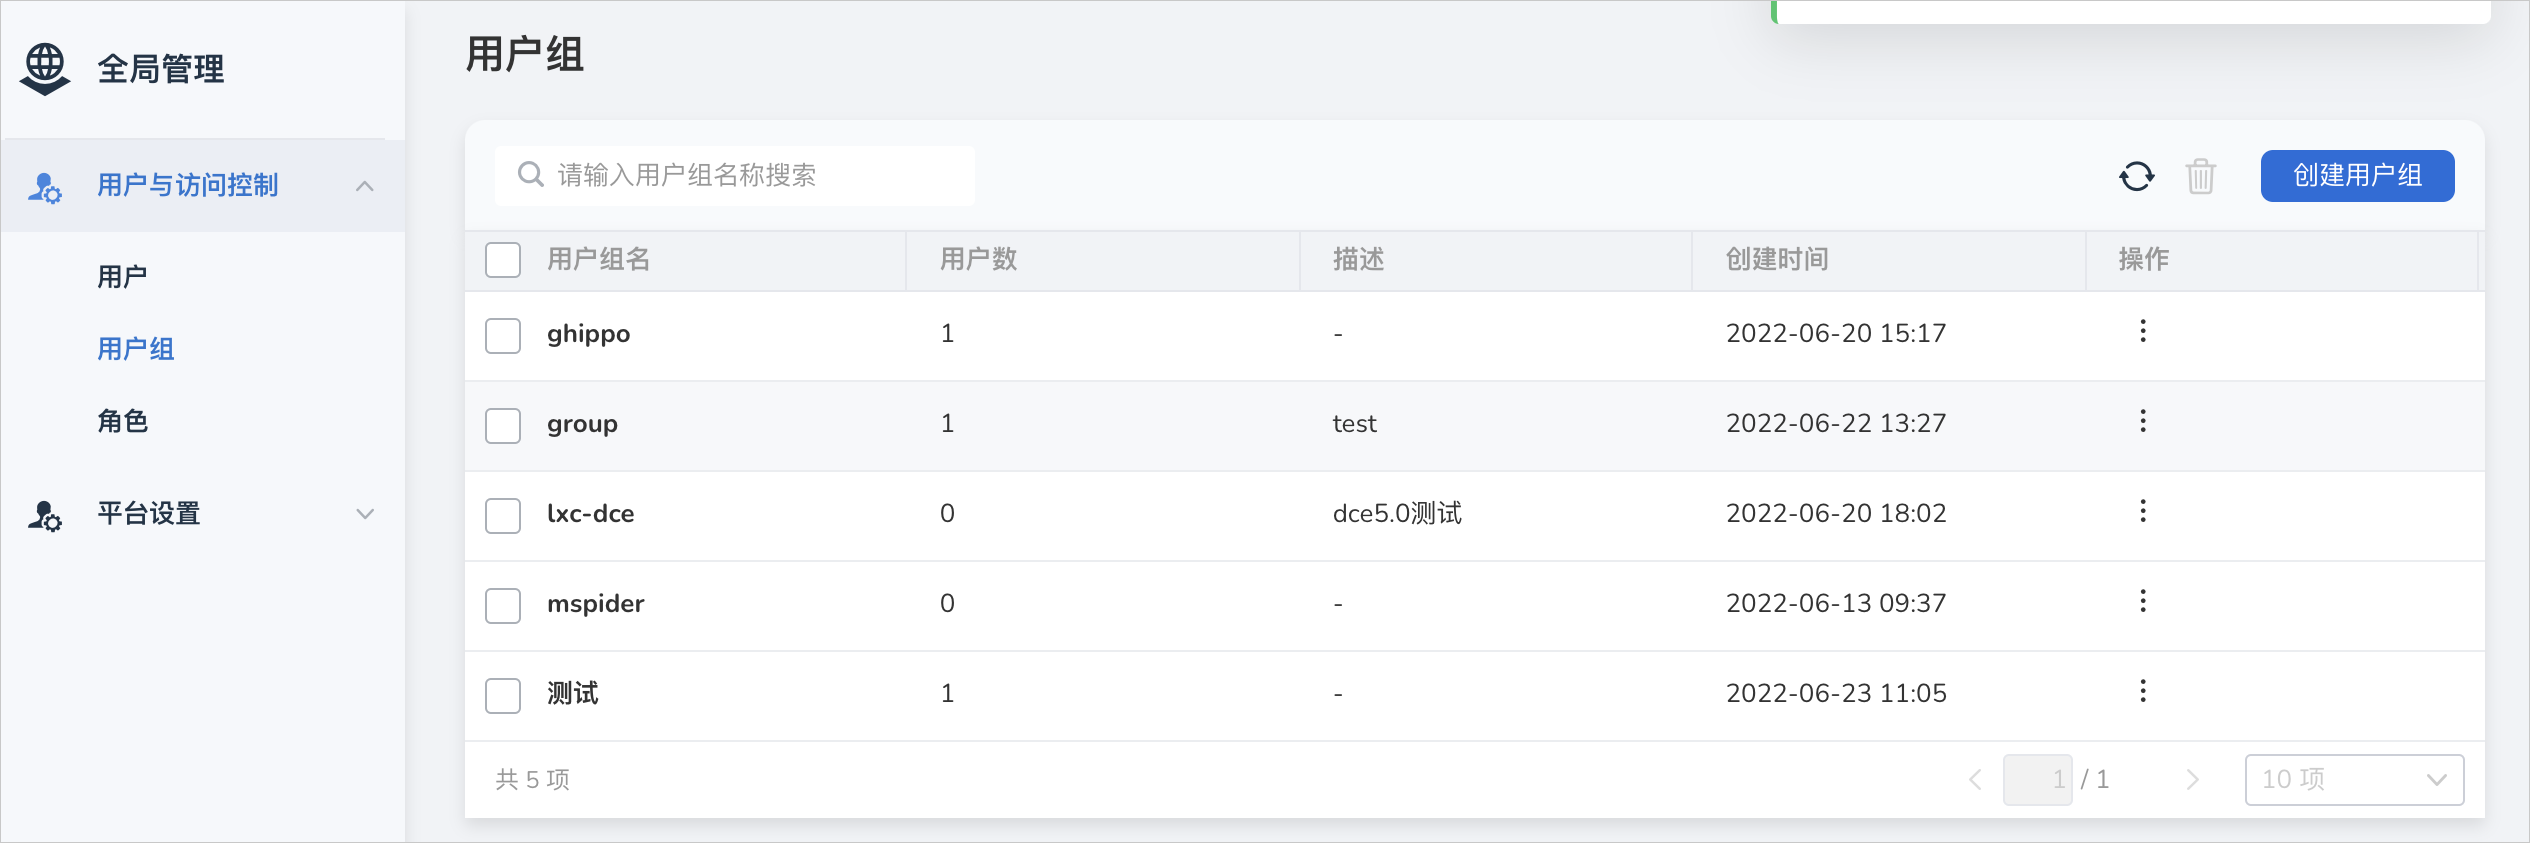 全局管理
用户与访问控制
用户
用户组
角色
平台设置
用户组
请输入用户组名称搜索
创建用户组
用户组名 用户数 描述 创建时间 操作
ghippo 1 - 2022-06-20 15:17
group 1 test 2022-06-22 13:27
lxc-dce 0 dce5.0测试 2022-06-20 18:02
mspider 0 - 2022-06-13 09:37
测试 1 - 2022-06-23 11:05
共 5 项 1 / 1 10 项